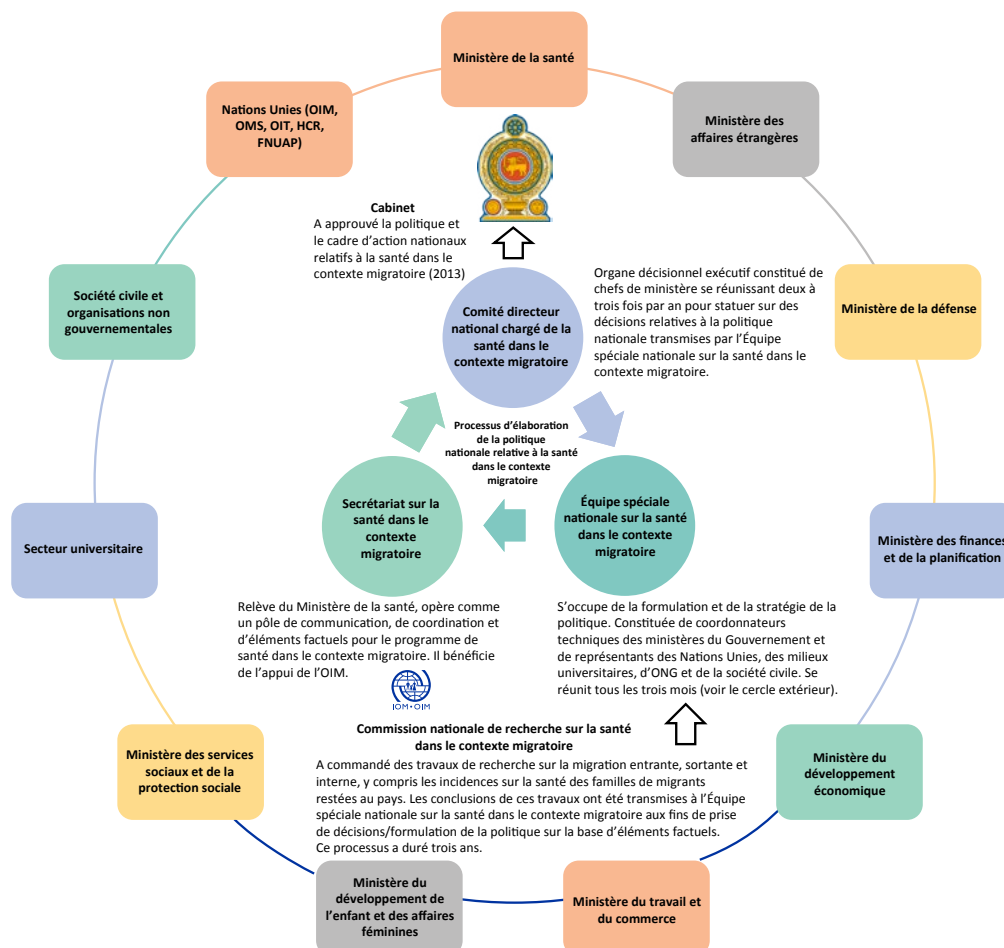 Ministère de la santé
Nations Unies (OIM,
OMS, OIT, HCR,
FNUAP)
Ministère des
affaires étrangères
Cabinet
A approuvé la politique et
le cadre d’action nationaux
relatifs à la santé dans le
contexte migratoire (2013)
Société civile et
organisations non
gouvernementales
Comité directeur
national chargé de la
santé dans le
contexte migratoire
Organe décisionnel exécutif constitué de
chefs de ministère se réunissant deux à
trois fois par an pour statuer sur des
décisions relatives à la politique
nationale transmises par l’Équipe
spéciale nationale sur la santé dans le
contexte migratoire.
Ministère de la défense
Processus d’élaboration
de la politique
nationale relative à la santé
dans le contexte
migratoire
Secteur universitaire
Secrétariat sur la
santé dans le
contexte
migratoire
Équipe spéciale
nationale sur la santé
dans le contexte
migratoire
Ministère des finances
et de la planification
Relève du Ministère de la santé, opère comme
un pôle de communication, de coordination et
d’éléments factuels pour le programme de
santé dans le contexte migratoire. Il bénéficie
de l’appui de l’OIM.
IOM•OIM
S’occupe de la formulation et de la stratégie de la
politique. Constituée de coordonnateurs
techniques des ministères du Gouvernement et
de représentants des Nations Unies, des milieux
universitaires, d’ONG et de la société civile. Se
réunit tous les trois mois (voir le cercle extérieur).
Commission nationale de recherche sur la santé
dans le contexte migratoire
A commandé des travaux de recherche sur la migration entrante, sortante et
interne, y compris les incidences sur la santé des familles de migrants
restées au pays. Les conclusions de ces travaux ont été transmises à l’Équipe
spéciale nationale sur la santé dans le contexte migratoire aux fins de prise
de décisions/formulation de la politique sur la base d’éléments factuels.
Ce processus a duré trois ans.
Ministère des services
sociaux et de la
protection sociale
Ministère du
développement
économique
Ministère du
développement de
l’enfant et des affaires
féminines
Ministère du travail et
du commerce